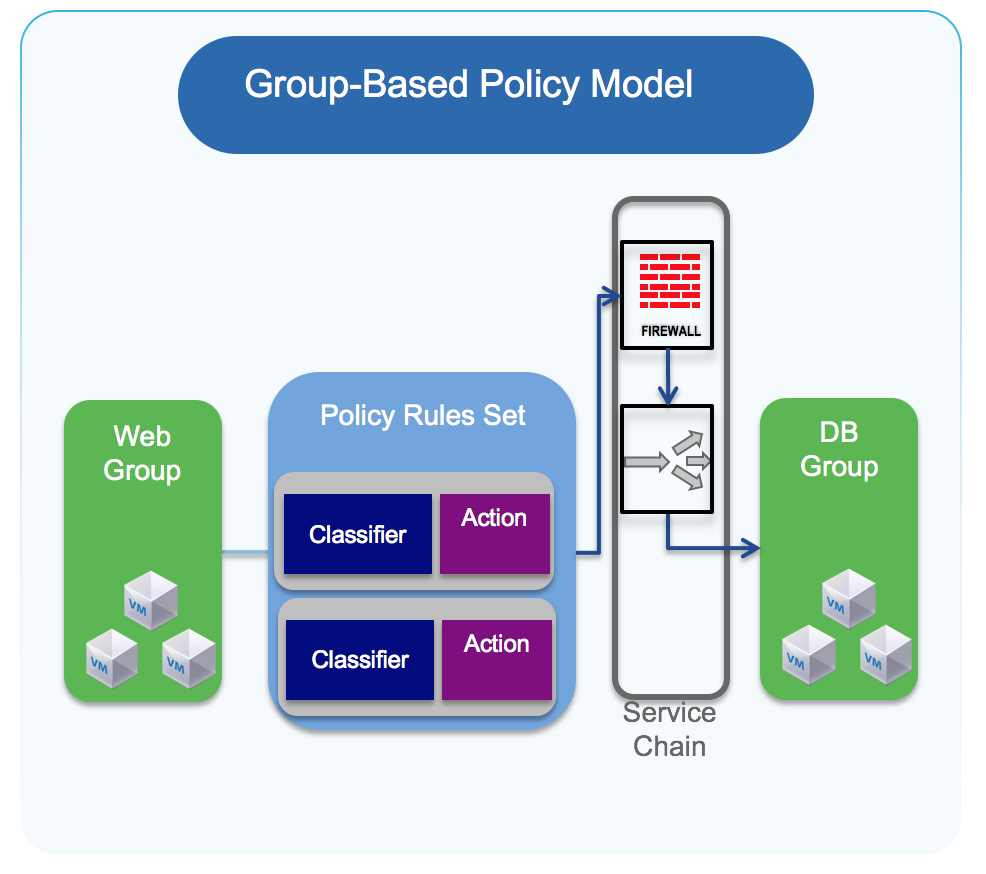 Group-Based Policy Model
FIREWALL
Web
Group
VM
VM
VM
Policy Rules Set
Classifier
Action
Classifier
Action
DB
Group
VM
VM
VM
Service
Chain